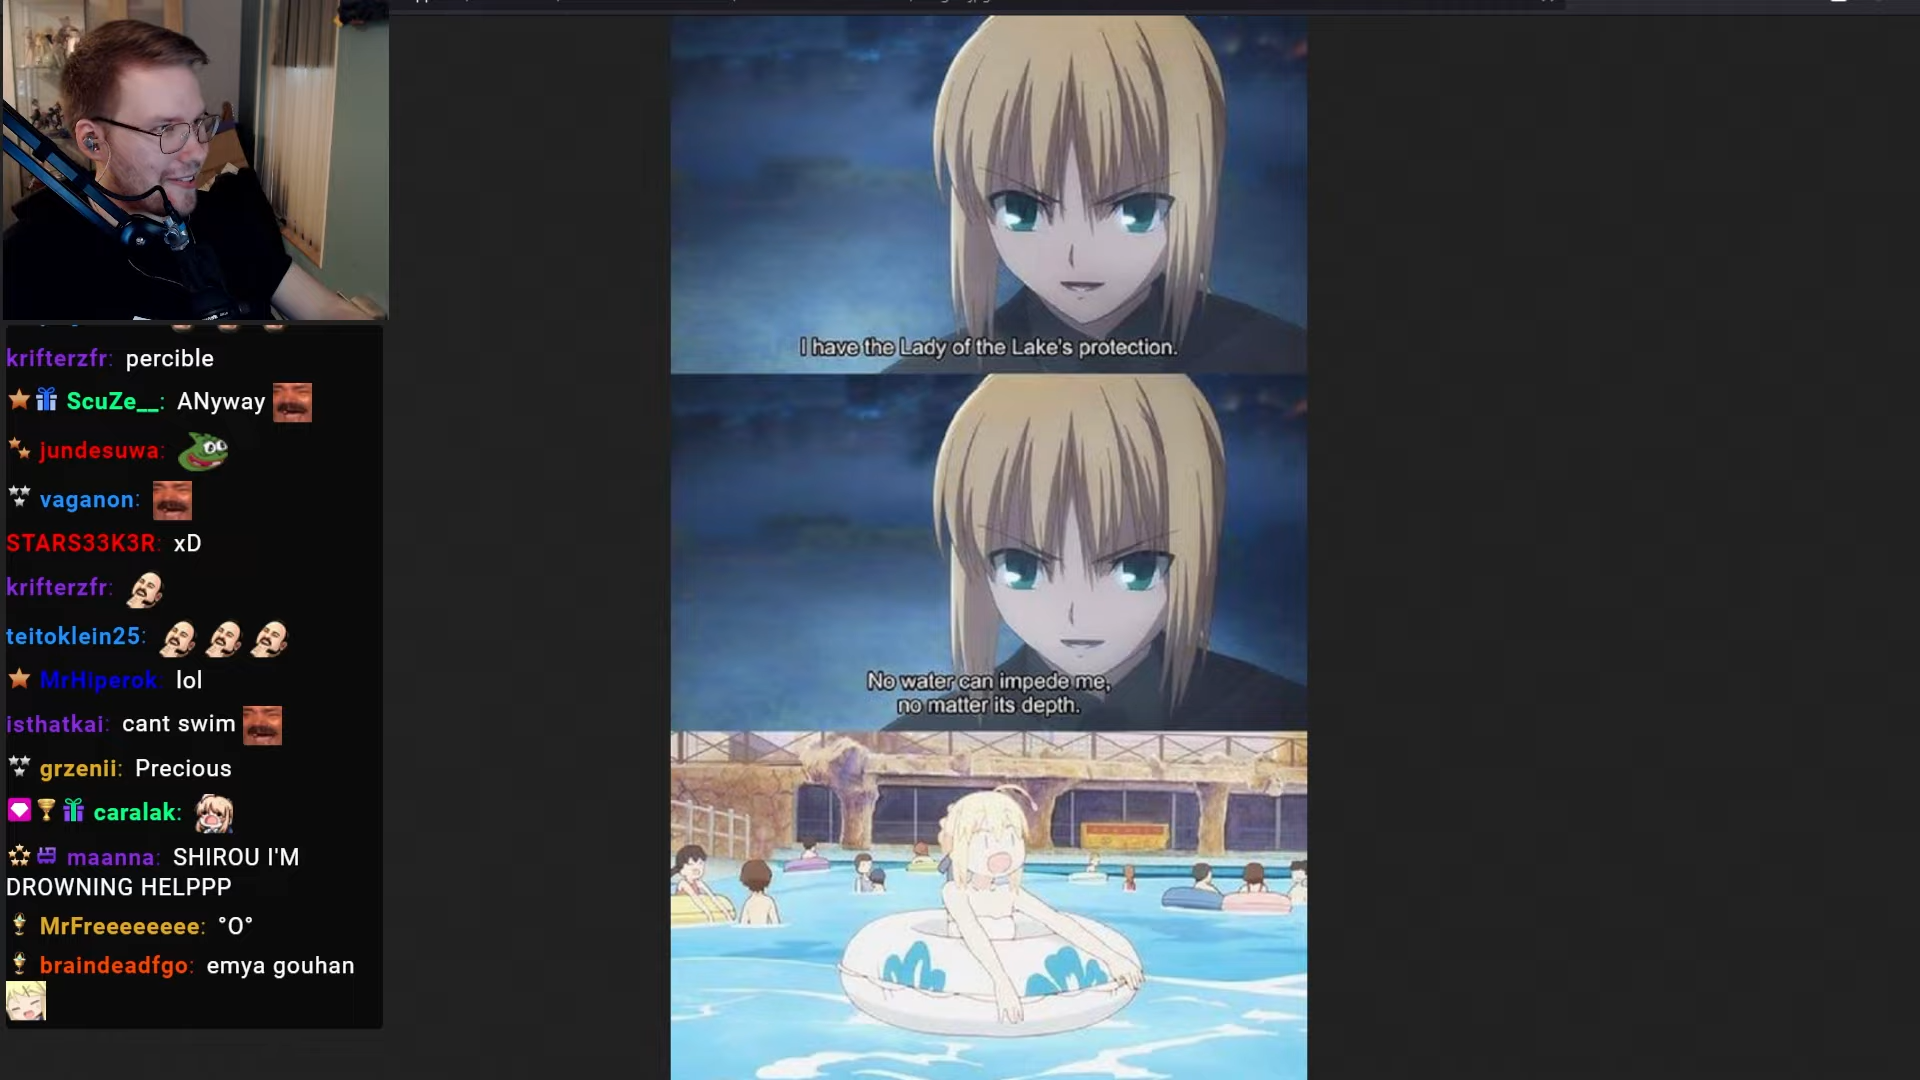 krifterzfr: percible
ScuZe__: ANyway
jundesuwa:
vaganon:
STARS33K3R: xD
krifterzfr:
teitoklein25:
MrHiperok: lol
isthatkai: cant swim
grzenii: Precious
caralak:
maanna: SHIROU I'M
DROWNING HELPPP
MrFreeeeeeee: °O°
braindeadfgo: emya gouhan
I have the Lady of the Lake's protection.
No water can impede me,
no matter its depth.